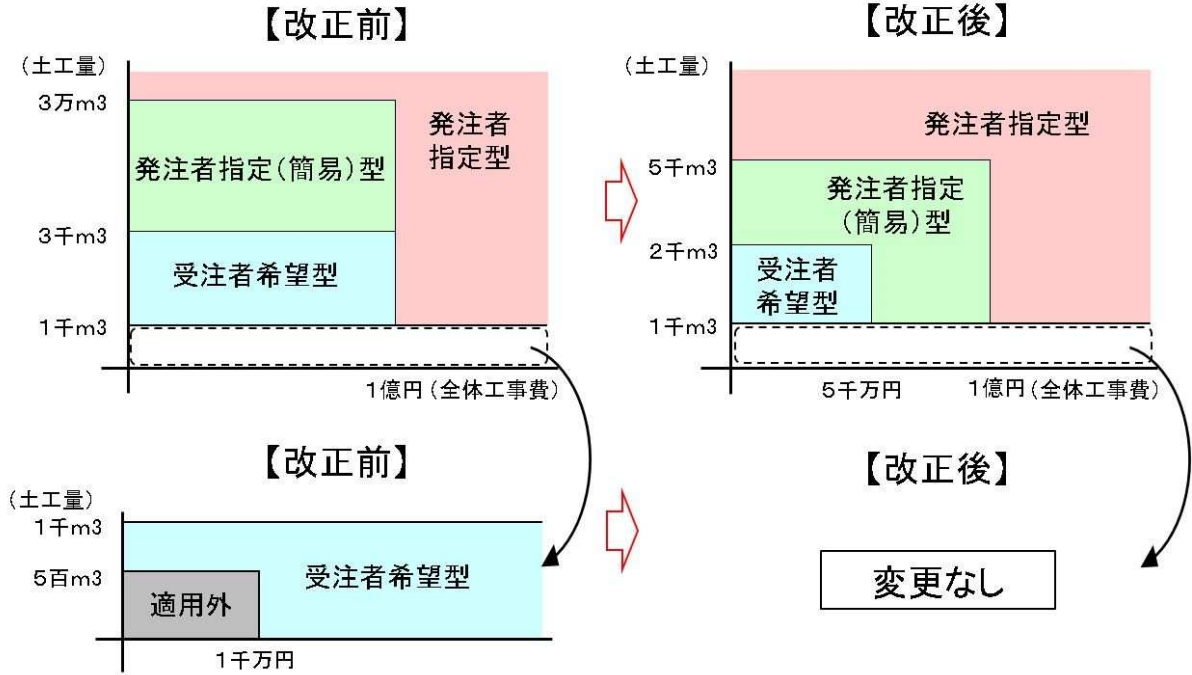 【改正前】
(土工量)
3万m3
発注者
指定型
発注者指定(簡易)型
3千m3
受注者希望型
1千m3
1億円(全体工事費)
【改正後】
(土工量)
発注者指定型
5千m3
発注者指定
(簡易)型
2千m3
受注者
希望型
1千m3
5千万円
1億円(全体工事費)
【改正前】
(土工量)
1千m3
5百m3
受注者希望型
適用外
1千万円
【改正後】
変更なし